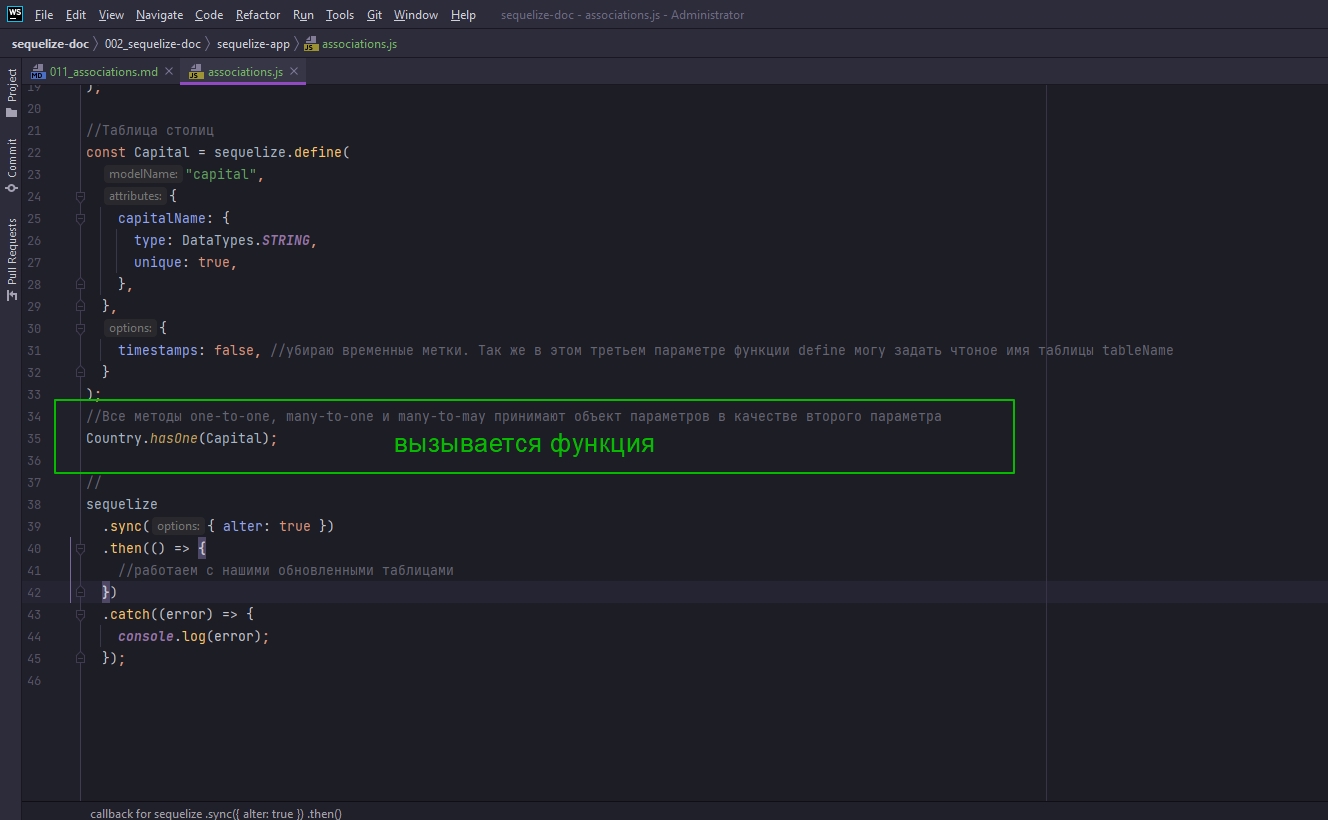 WS File Edit View Navigate Code Refactor Run Tools Git Window Help sequelize-doc - associations.js - Administrator
sequelize-doc 〉 002_sequelize-doc 〉 sequelize-app 〉 JS associations.js
MD 011_associations.md × JS associations.js ×
Project
Commit
Pull Requests
19 );
20
21 //Таблица столиц
22 const Capital = sequelize.define(
23 modelName: "capital",
24 attributes: {
25 capitalName: {
26 type: DataTypes.STRING,
27 unique: true,
28 },
29 },
30 options: {
31 timestamps: false, //убираю временные метки. Так же в этом третьем параметре функции define могу задать чтоное имя таблицы tableName
32 }
33 );
34 //Все методы one-to-one, many-to-one и many-to-may принимают объект параметров в качестве второго параметра
35 Country.hasOne(Capital);
вызывается функция
36
37 //
38 sequelize
39 .sync( options: { alter: true })
40 .then(() => {
41 //работаем с нашими обновленными таблицами
42 })
43 .catch((error) => {
44 console.log(error);
45 });
46
callback for sequelize .sync({ alter: true }) .then()